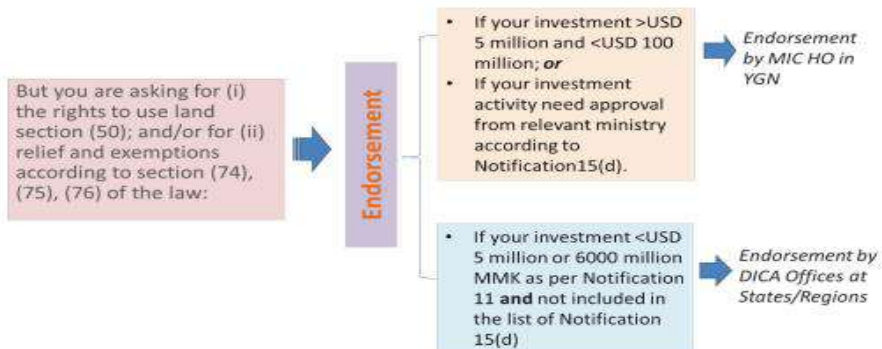 But you are asking for (i)
the rights to use land
section (50); and/or for (ii)
relief and exemptions
according to section (74),
(75), (76) of the law:
Endorsement
• If your investment >USD
5 million and <USD 100
million; or
• If your investment
activity need approval
from relevant ministry
according to
Notification15(d).
Endorsement
by MIC HO in
YGN
• If your investment <USD
5 million or 6000 million
MMK as per Notification
11 and not included in
the list of Notification
15(d)
Endorsement by
DICA Offices at
States/Regions